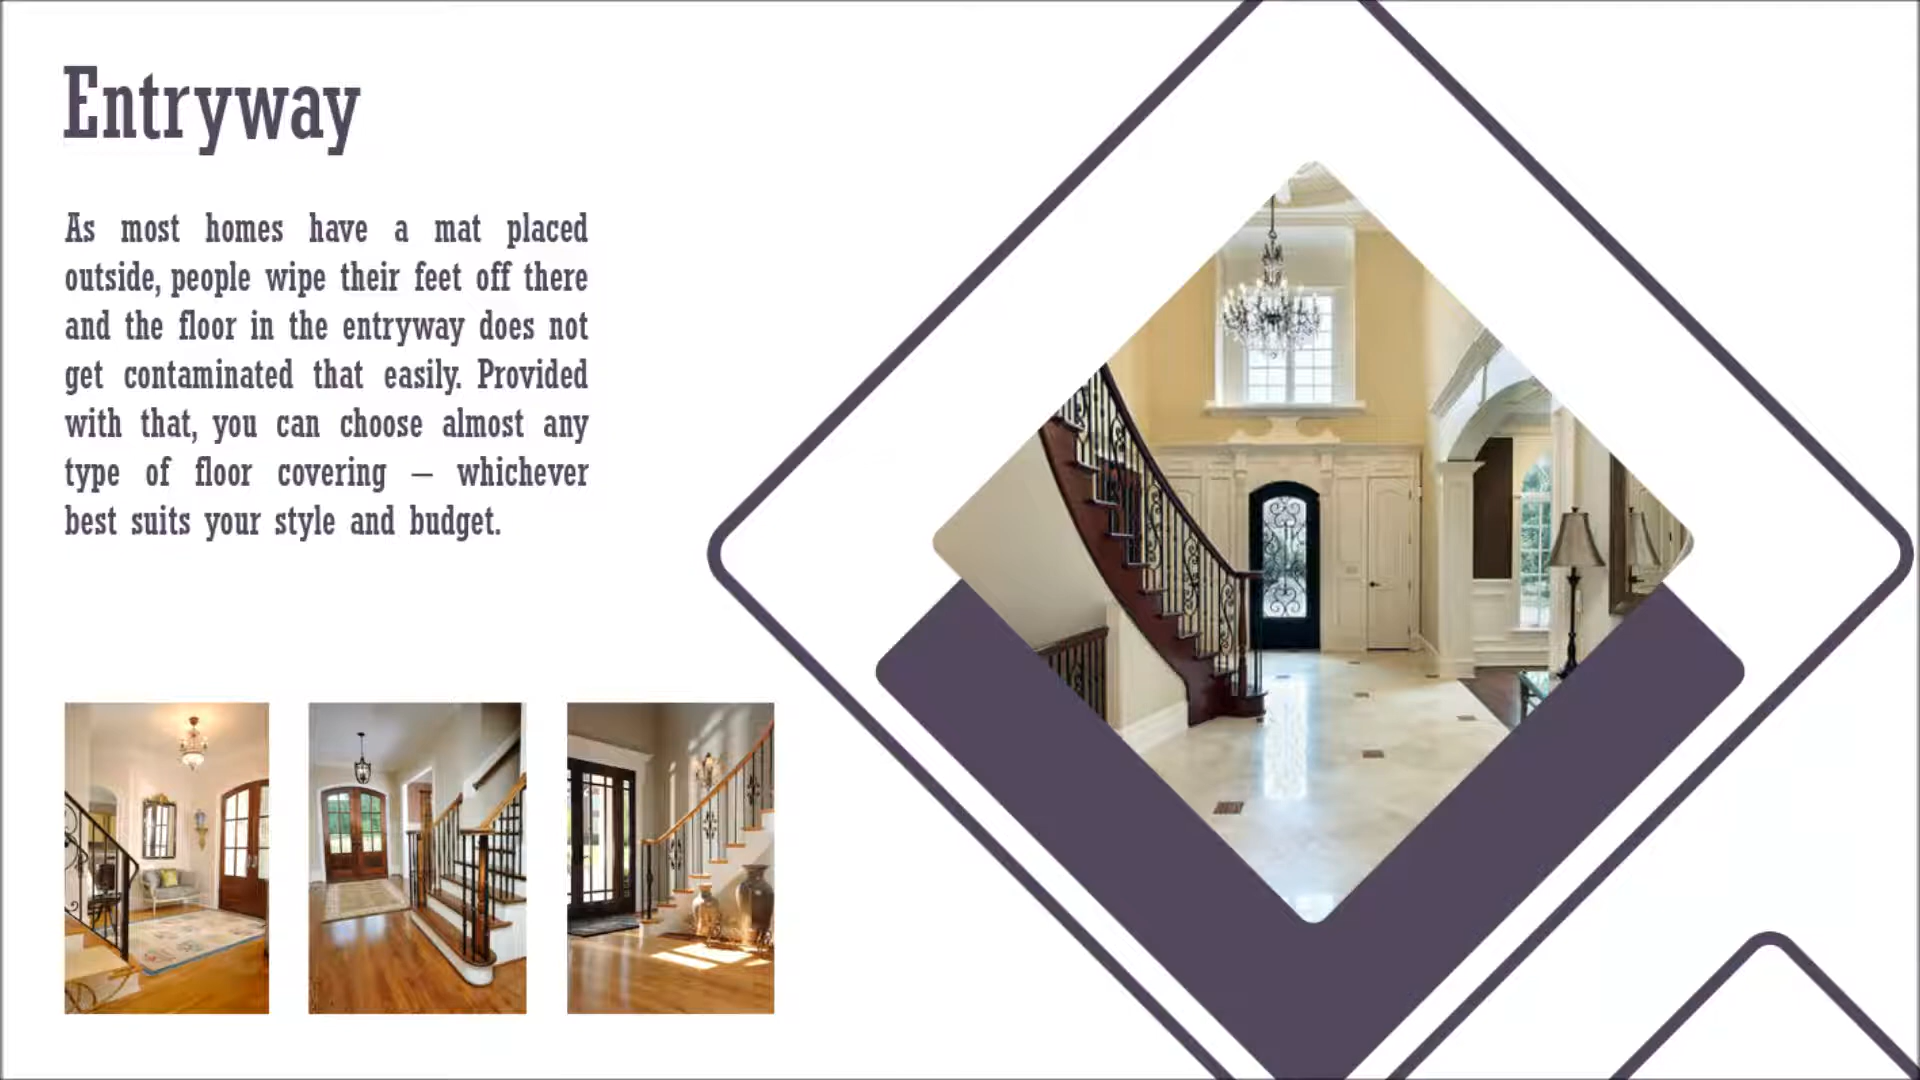 Entryway
As most homes have a mat placed
outside, people wipe their feet off there
and the floor in the entryway does not
get contaminated that easily. Provided
with that, you can choose almost any
type of floor covering – whichever
best suits your style and budget.